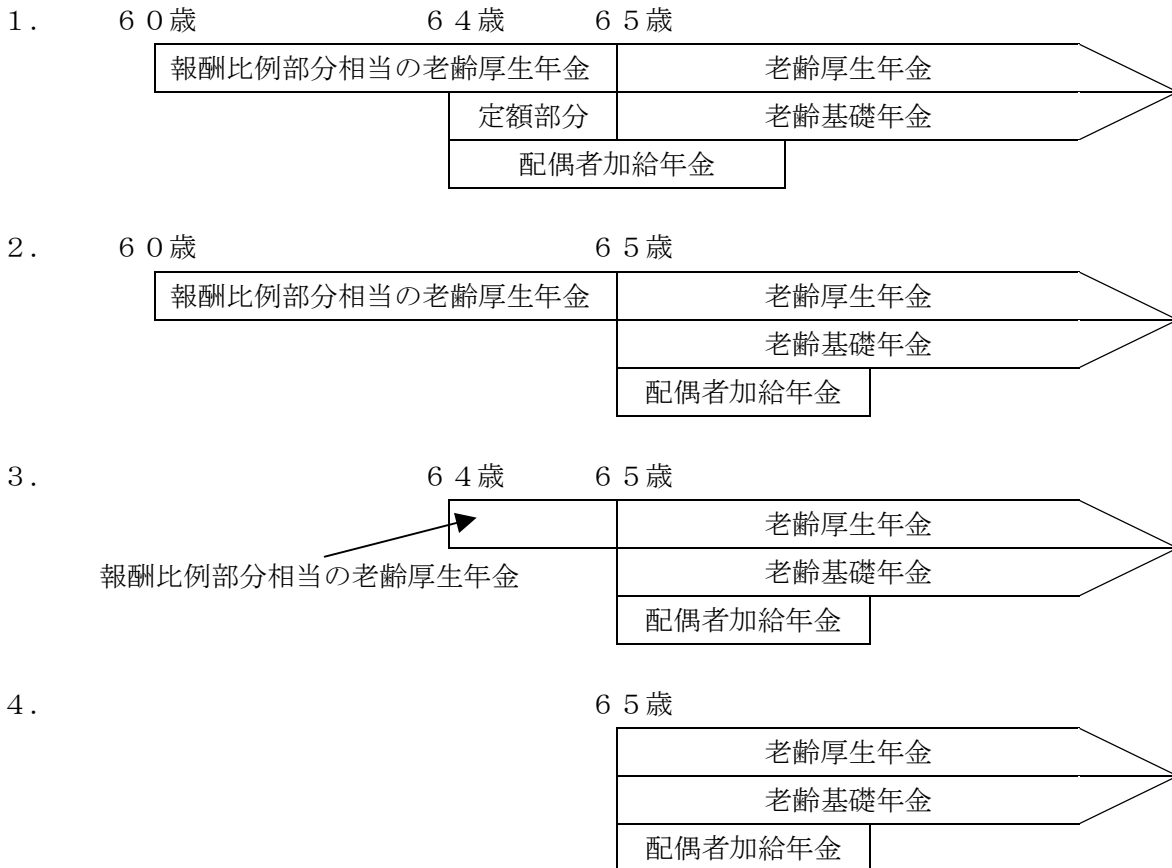 １． ６０歳 ６４歳 ６５歳
報酬比例部分相当の老齢厚生年金 老齢厚生年金
定額部分 老齢基礎年金
配偶者加給年金
２． ６０歳 ６５歳
報酬比例部分相当の老齢厚生年金 老齢厚生年金
老齢基礎年金
配偶者加給年金
３． ６４歳 ６５歳
老齢厚生年金
報酬比例部分相当の老齢厚生年金 老齢基礎年金
配偶者加給年金
４． ６５歳
老齢厚生年金
老齢基礎年金
配偶者加給年金